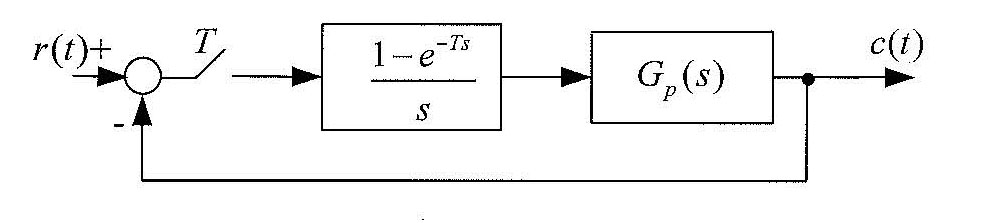 r(t)+ T 1-e^{-Ts} c(t)
G_p(s)
s
-